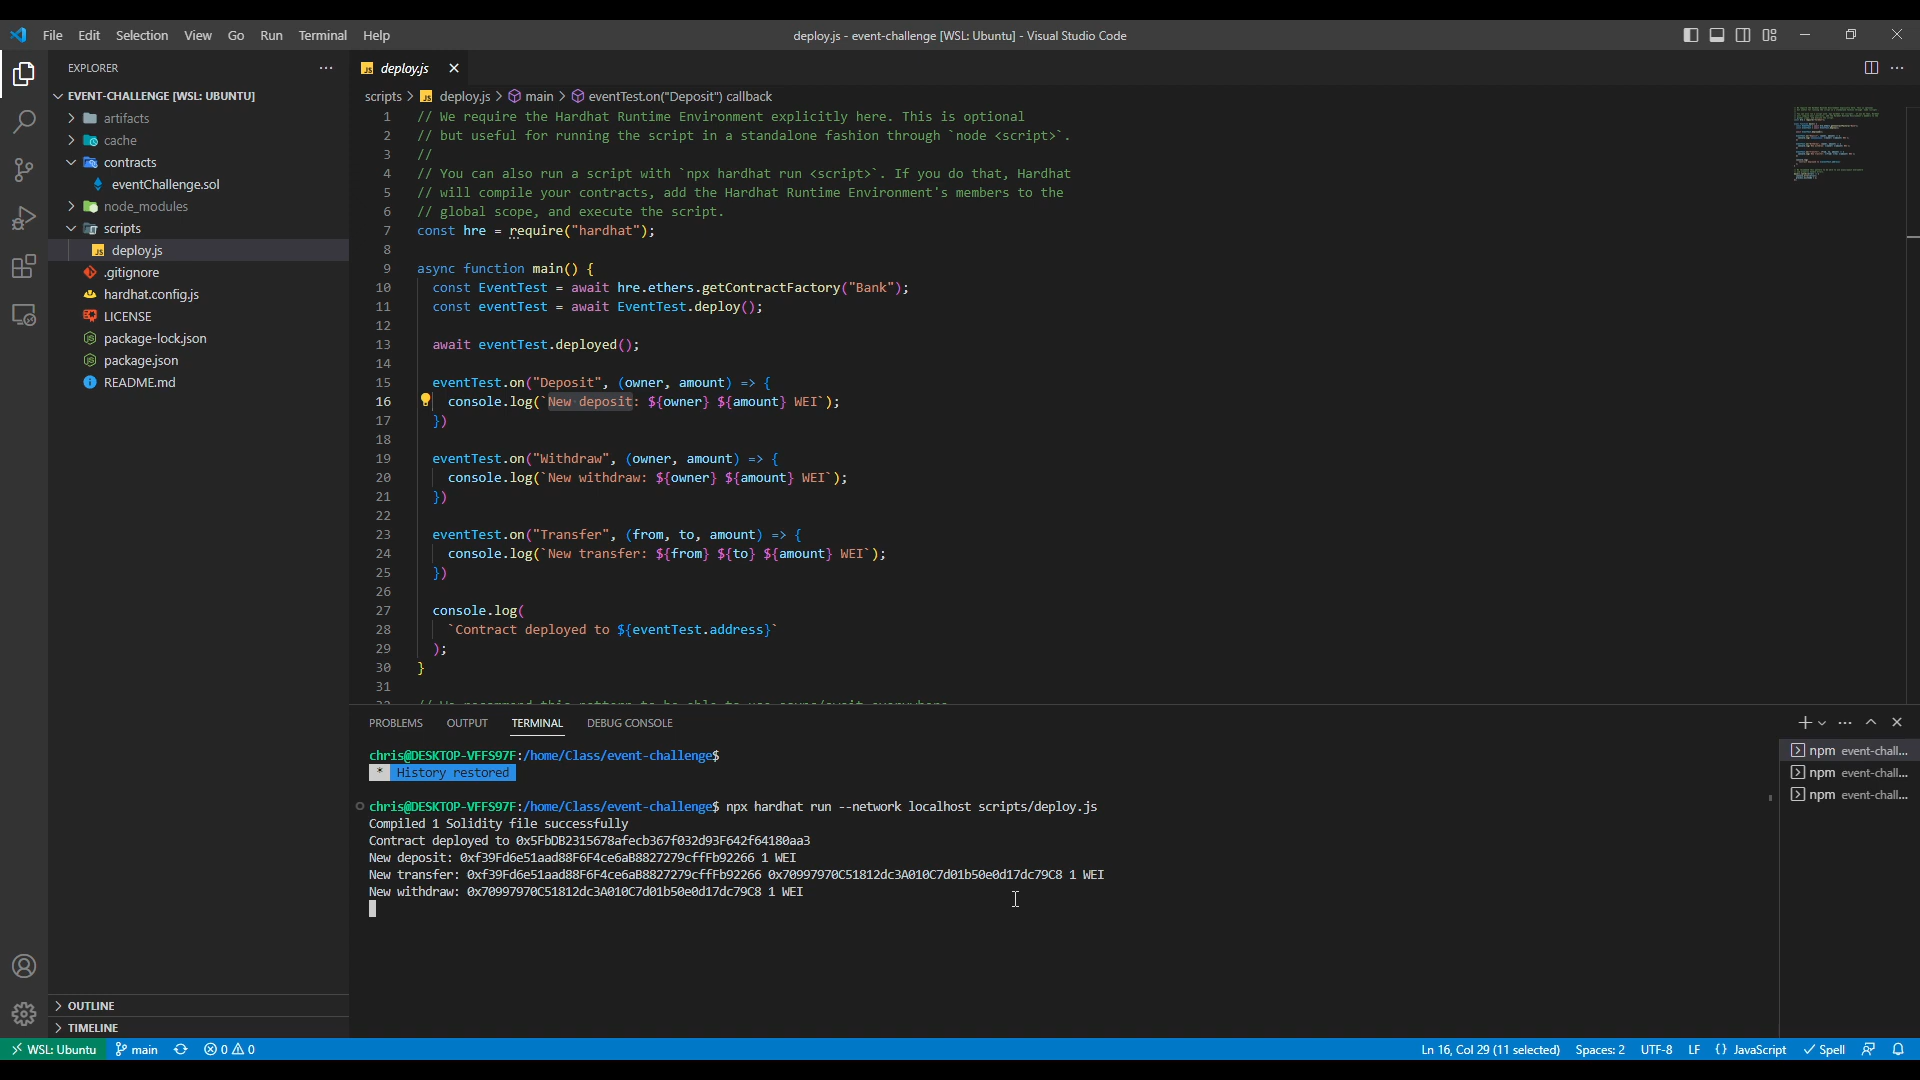 File Edit Selection View Go Run Terminal Help
deploy.js - event-challenge [WSL: Ubuntu] - Visual Studio Code
EXPLORER
EVENT-CHALLENGE [WSL: UBUNTU]
artifacts
cache
contracts
eventChallenge.sol
node_modules
scripts
deploy.js
.gitignore
hardhat.config.js
LICENSE
package-lock.json
package.json
README.md
OUTLINE
TIMELINE
deploy.js
scripts > deploy.js > main > eventTest.on("Deposit") callback
1 // We require the Hardhat Runtime Environment explicitly here. This is optional
2 // but useful for running the script in a standalone fashion through `node <script>`.
3 //
4 // You can also run a script with `npx hardhat run <script>`. If you do that, Hardhat
5 // will compile your contracts, add the Hardhat Runtime Environment's members to the
6 // global scope, and execute the script.
7 const hre = require("hardhat");
8
9 async function main() {
10 const EventTest = await hre.ethers.getContractFactory("Bank");
11 const eventTest = await EventTest.deploy();
12
13 await eventTest.deployed();
14
15 eventTest.on("Deposit", (owner, amount) => {
16 console.log(`New deposit: ${owner} ${amount} WEI`);
17 })
18
19 eventTest.on("Withdraw", (owner, amount) => {
20 console.log(`New withdraw: ${owner} ${amount} WEI`);
21 })
22
23 eventTest.on("Transfer", (from, to, amount) => {
24 console.log(`New transfer: ${from} ${to} ${amount} WEI`);
25 })
26
27 console.log(
28 `Contract deployed to ${eventTest.address}`
29 );
30 }
31
PROBLEMS OUTPUT TERMINAL DEBUG CONSOLE
chris@DESKTOP-VFFS97F:/home/Class/event-challenge$
* History restored
chris@DESKTOP-VFFS97F:/home/Class/event-challenge$ npx hardhat run --network localhost scripts/deploy.js
Compiled 1 Solidity file successfully
Contract deployed to 0x5FbDB2315678afecb367f032d93F642f64180aa3
New deposit: 0xf39Fd6e51aad88F6F4ce6aB8827279cffFb92266 1 WEI
New transfer: 0xf39Fd6e51aad88F6F4ce6aB8827279cffFb92266 0x70997970C51812dc3A010C7d01b50e0d17dc79C8 1 WEI
New withdraw: 0x70997970C51812dc3A010C7d01b50e0d17dc79C8 1 WEI
npm event-chall...
npm event-chall...
npm event-chall...
WSL: Ubuntu main 0 0 Ln 16, Col 29 (11 selected) Spaces: 2 UTF-8 LF {} JavaScript Spell